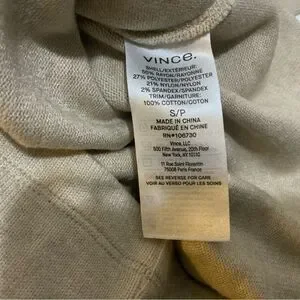 VINCE.
SHELL/EXTÉRIEUR:
50% RAYON/RAYONNE
27% POLYESTER/POLYESTER
21% NYLON/NYLON
2% SPANDEX/SPANDEX
TRIM/GARNITURE:
100% COTTON/COTON
S/P
MADE IN CHINA
FABRIQUÉ EN CHINE
RN#106730
Vince, LLC
500 Fifth Avenue, 20th Floor
New York, NY 10110
11 Rue Saint Florentin
75008 Paris France
SEE REVERSE FOR CARE
VOIR AU VERSO POUR LES SOINS